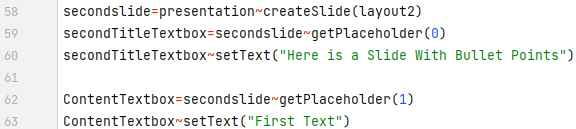 58 secondslide=presentation~createSlide(layout2)
59 secondTitleTextbox=secondslide~getPlaceholder(0)
60 secondTitleTextbox~setText("Here is a Slide With Bullet Points")
61
62 ContentTextbox=secondslide~getPlaceholder(1)
63 ContentTextbox~setText("First Text")